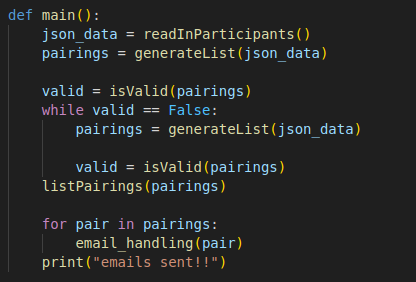 def main():
    json_data = readInParticipants()
    pairings = generateList(json_data)
    valid = isValid(pairings)
    while valid == False:
        pairings = generateList(json_data)
        valid = isValid(pairings)
    listPairings(pairings)
    for pair in pairings:
        email_handling(pair)
    print("emails sent!!")